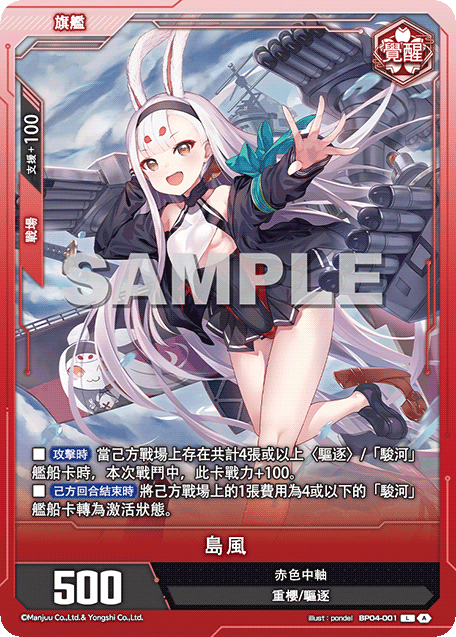 旗艦
覺醒
支援+100
戰場
SAMPLE
■ 攻擊時 當己方戰場上存在共計4張或以上〈驅逐〉/「駿河」
艦船卡時，本次戰鬥中，此卡戰力+100。
■ 己方回合結束時 將己方戰場上的1張費用為4或以下的「駿河」
艦船卡轉為激活狀態。
島風
500
赤色中軸
重櫻/驅逐
©Manjuu Co.,Ltd.& Yongshi Co.,Ltd.
illust : pondel BP04-001 L A